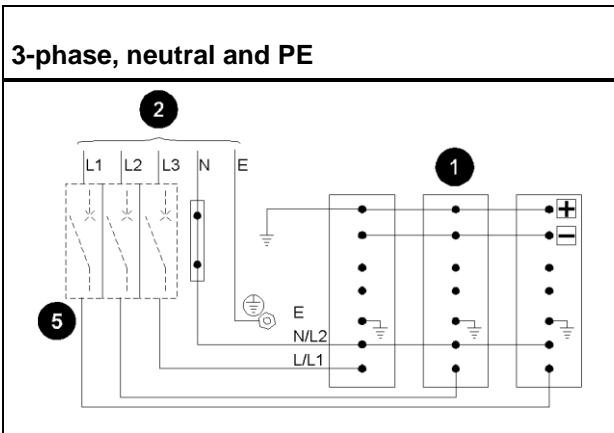 3-phase, neutral and PE
2
L1 L2 L3 N E
1
+
−
5
E
N/L2
L/L1